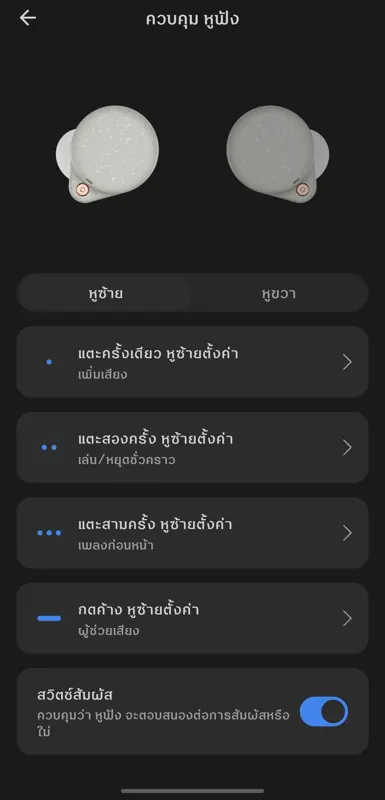 ควบคุม หูฟัง
หูซ้าย
หูขวา
แตะครั้งเดียว หูซ้ายตั้งค่า
เพิ่มเสียง
แตะสองครั้ง หูซ้ายตั้งค่า
เล่น/หยุดชั่วคราว
แตะสามครั้ง หูซ้ายตั้งค่า
เพลงก่อนหน้า
กดค้าง หูซ้ายตั้งค่า
ผู้ช่วยเสียง
สวิตช์สัมผัส
ควบคุมว่า หูฟัง จะตอบสนองต่อการสัมผัสหรือ
ไม่